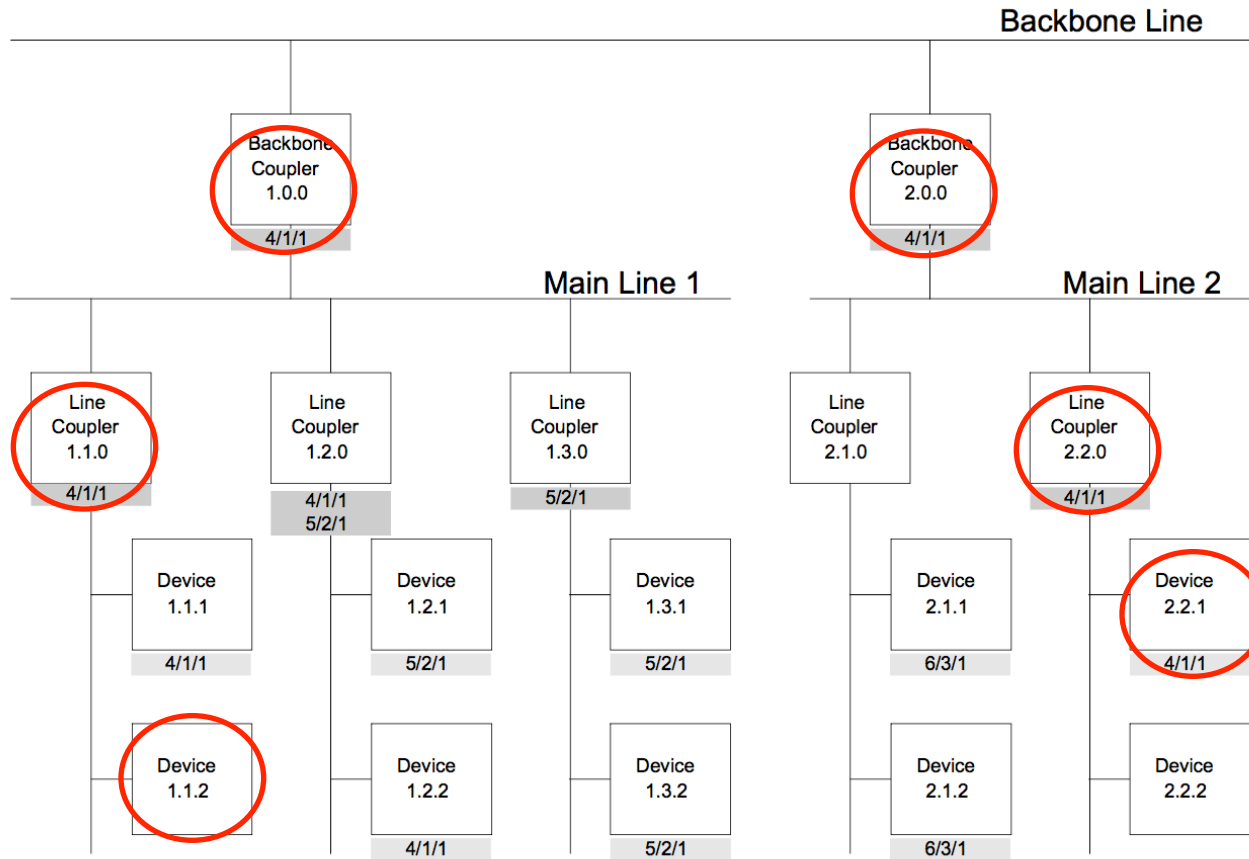 Backbone Line
Backbone
Coupler
1.0.0
4/1/1
Backbone
Coupler
2.0.0
4/1/1
Main Line 1
Main Line 2
Line
Coupler
1.1.0
4/1/1
Line
Coupler
1.2.0
4/1/1
5/2/1
Line
Coupler
1.3.0
5/2/1
Line
Coupler
2.1.0
Line
Coupler
2.2.0
4/1/1
Device
1.1.1
4/1/1
Device
1.2.1
5/2/1
Device
1.3.1
5/2/1
Device
2.1.1
6/3/1
Device
2.2.1
4/1/1
Device
1.1.2
Device
1.2.2
4/1/1
Device
1.3.2
5/2/1
Device
2.1.2
6/3/1
Device
2.2.2